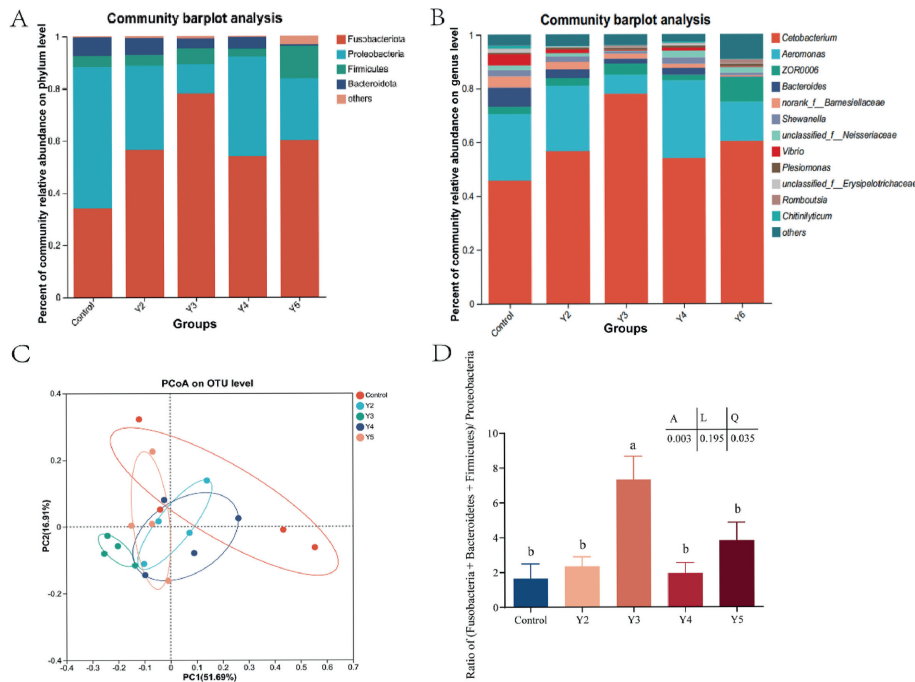 A
Community barplot analysis
Percent of community relative abundance on phylum level
1
0.8
0.6
0.4
0.2
0
Control
Y2
Y3
Y4
Y5
Groups
Fusobacteriota
Proteobacteria
Firmicutes
Bacteroidota
others
B
Community barplot analysis
Percent of community relative abundance on genus level
1
0.8
0.6
0.4
0.2
0
Control
Y2
Y3
Y4
Y6
Groups
Cetobacterium
Aeromonas
ZOR0006
Bacteroides
norank_f__Barnesiellaceae
Shewanella
unclassified_f__Neisseriaceae
Vibrio
Plesiomonas
unclassified_f__Erysipelotrichaceae
Romboutsia
Chitinilyticum
others
C
PCoA on OTU level
PC2(16.91%)
0.4
0.2
0
-0.2
-0.4
-0.4
-0.3
-0.2
-0.1
0
0.1
0.2
0.3
0.4
0.5
0.6
0.7
PC1(51.69%)
Control
Y2
Y3
Y4
Y5
D
Ratio of (Fusobacteria + Bacteroidetes + Firmicutes)/ Proteobacteria
10
8
6
4
2
0
b
b
a
b
b
Control
Y2
Y3
Y4
Y5
A L Q
0.003 0.195 0.035